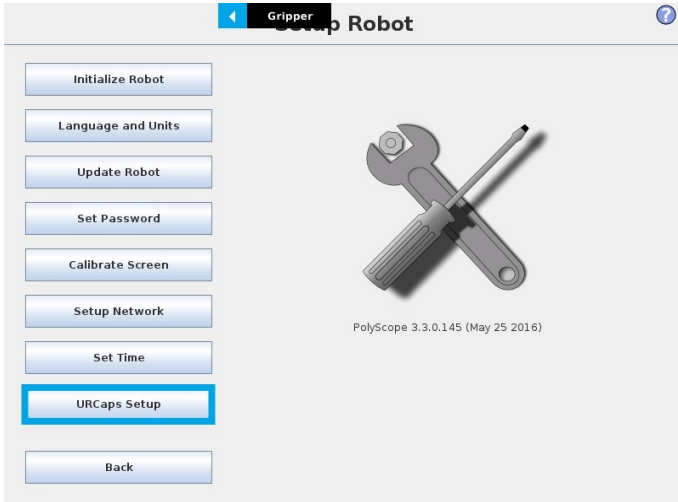 Gripper
Setup Robot
Initialize Robot
Language and Units
Update Robot
Set Password
Calibrate Screen
Setup Network
PolyScope 3.3.0.145 (May 25 2016)
Set Time
URCaps Setup
Back